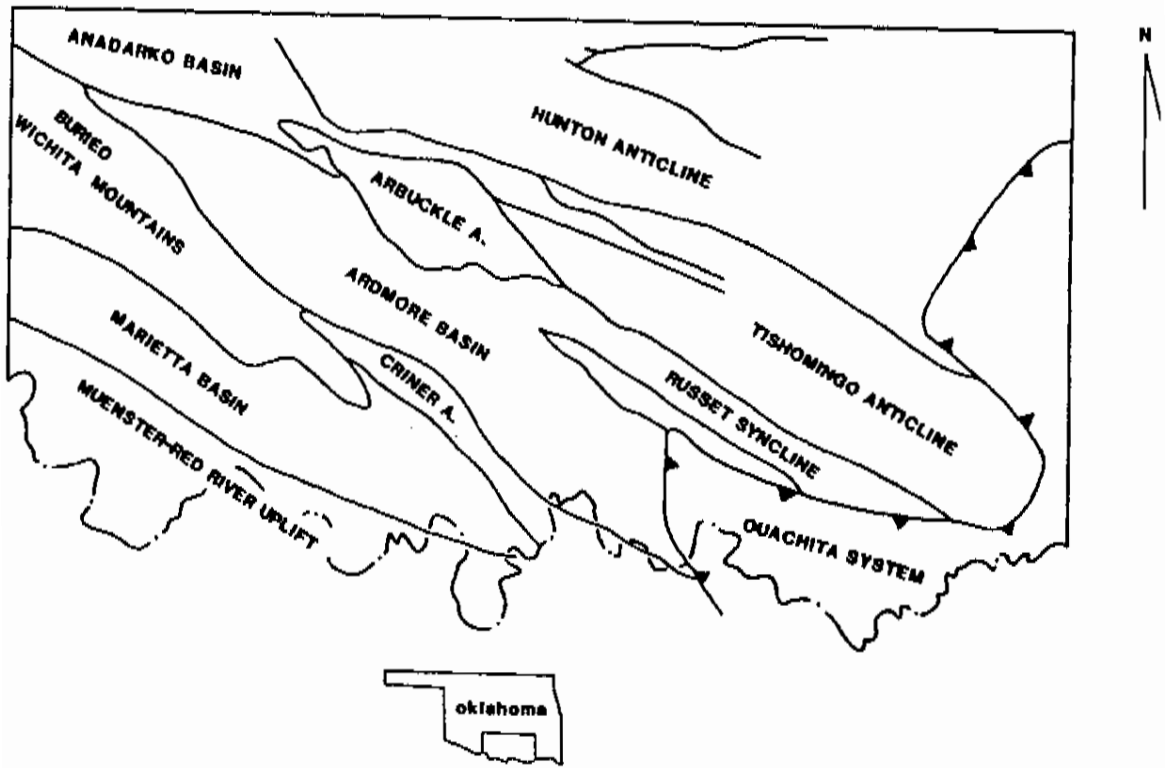 N
ANADARKO BASIN
BURIED
WICHITA MOUNTAINS
HUNTON ANTICLINE
ARBUCKLE A.
ARDMORE BASIN
MARIETTA BASIN
CRINER A.
TISHOMINGO ANTICLINE
RUSSET SYNCLINE
MUENSTER-RED RIVER UPLIFT
OUACHITA SYSTEM
oklahoma